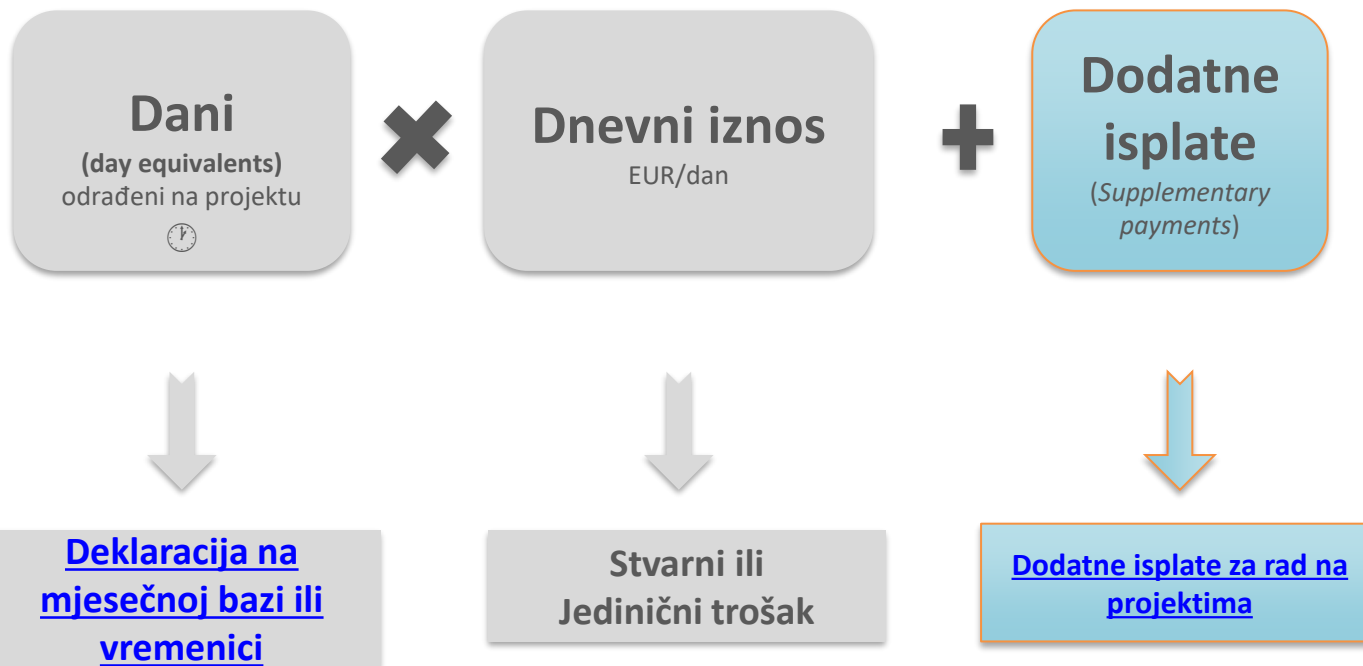 Dani
(day equivalents)
odrađeni na projektu
Dnevni iznos
EUR/dan
Dodatne
isplate
(Supplementary
payments)
Deklaracija na
mjesečnoj bazi ili
vremenici
Stvarni ili
Jedinični trošak
Dodatne isplate za rad na
projektima